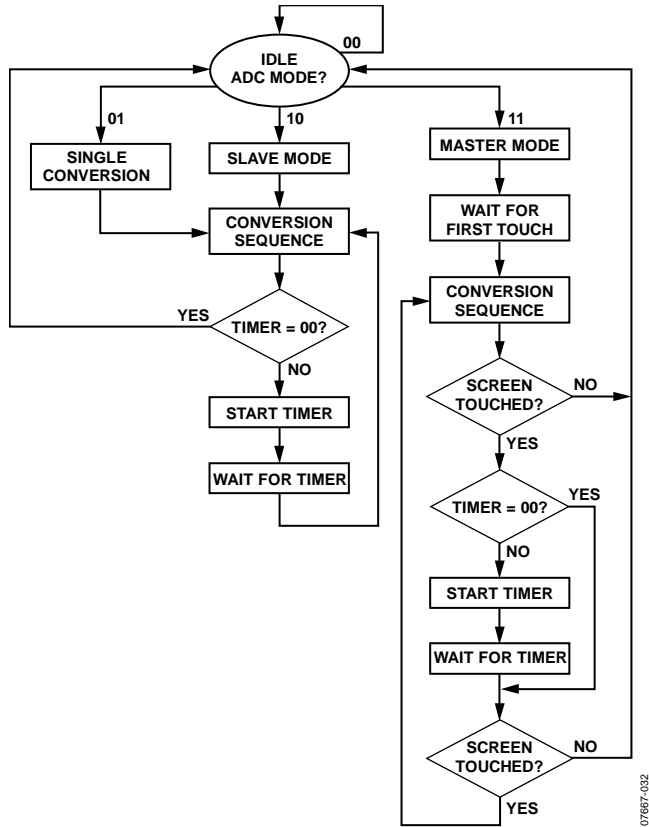 00
IDLE
ADC MODE?
01
10
11
SINGLE
CONVERSION
SLAVE MODE
MASTER MODE
CONVERSION
SEQUENCE
WAIT FOR
FIRST TOUCH
CONVERSION
SEQUENCE
YES
TIMER = 00?
NO
START TIMER
WAIT FOR TIMER
SCREEN
TOUCHED?
NO
YES
TIMER = 00?
YES
NO
START TIMER
WAIT FOR TIMER
SCREEN
TOUCHED?
NO
YES
07667-032